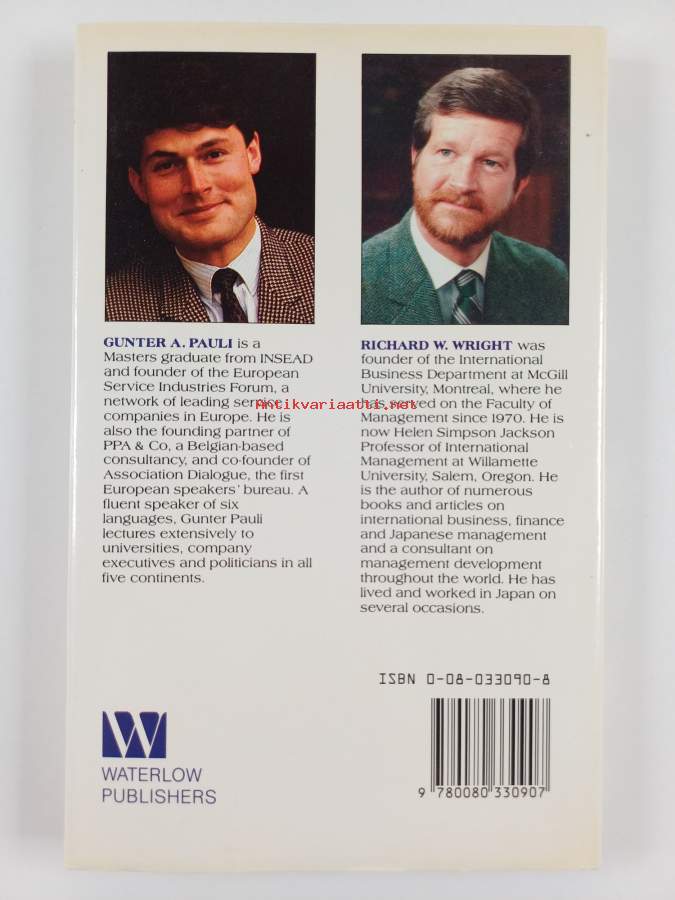 GUNTER A. PAULI is a
Masters graduate from INSEAD
and founder of the European
Service Industries Forum, a
network of leading service
companies in Europe. He is
also the founding partner of
PPA & Co, a Belgian-based
consultancy, and co-founder of
Association Dialogue, the first
European speakers' bureau. A
fluent speaker of six
languages, Gunter Pauli
lectures extensively to
universities, company
executives and politicians in all
five continents.
RICHARD W. WRIGHT was
founder of the International
Business Department at McGill
University, Montreal, where he
has served on the Faculty of
Management since 1970. He is
now Helen Simpson Jackson
Professor of International
Management at Willamette
University, Salem, Oregon. He
is the author of numerous
books and articles on
international business, finance
and Japanese management
and a consultant on
management development
throughout the world. He has
lived and worked in Japan on
several occasions.
Antikvariaatti.net
ISBN 0-08-033090-8
9 780080 330907
W
WATERLOW
PUBLISHERS